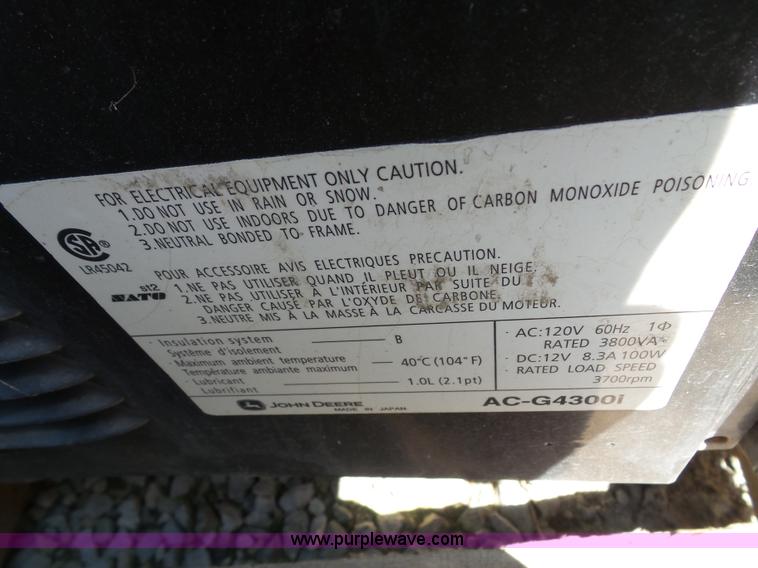 FOR ELECTRICAL EQUIPMENT ONLY CAUTION.
1.DO NOT USE IN RAIN OR SNOW.
2.DO NOT USE INDOORS DUE TO DANGER OF CARBON MONOXIDE POISONING
3.NEUTRAL BONDED TO FRAME.
LR45042
POUR ACCESSOIRE AVIS ELECTRIQUES PRECAUTION.
1.NE PAS UTILISER QUAND IL PLEUT OU IL NEIGE.
2.NE PAS UTILISER À L'INTÉRIEUR PAR SUITE DU
DANGER CAUSÉ PAR L'OXYDE DE CARBONE.
3.NEUTRE MIS À LA MASSE À LA CARCASSE DU MOTEUR.
s12
SATO
· Insulation system — B
Système d'isolement
· Maximum ambient temperature — 40°C (104°F)
Température ambiante maximum
· Lubricant — 1.0L (2.1pt)
Lubrifiant
· AC:120V 60Hz 1Φ
RATED 3800VA
· DC:12V 8.3A 100W
· RATED LOAD SPEED
3700rpm
JOHN DEERE
MADE IN JAPAN
AC-G4300i
www.purplewave.com